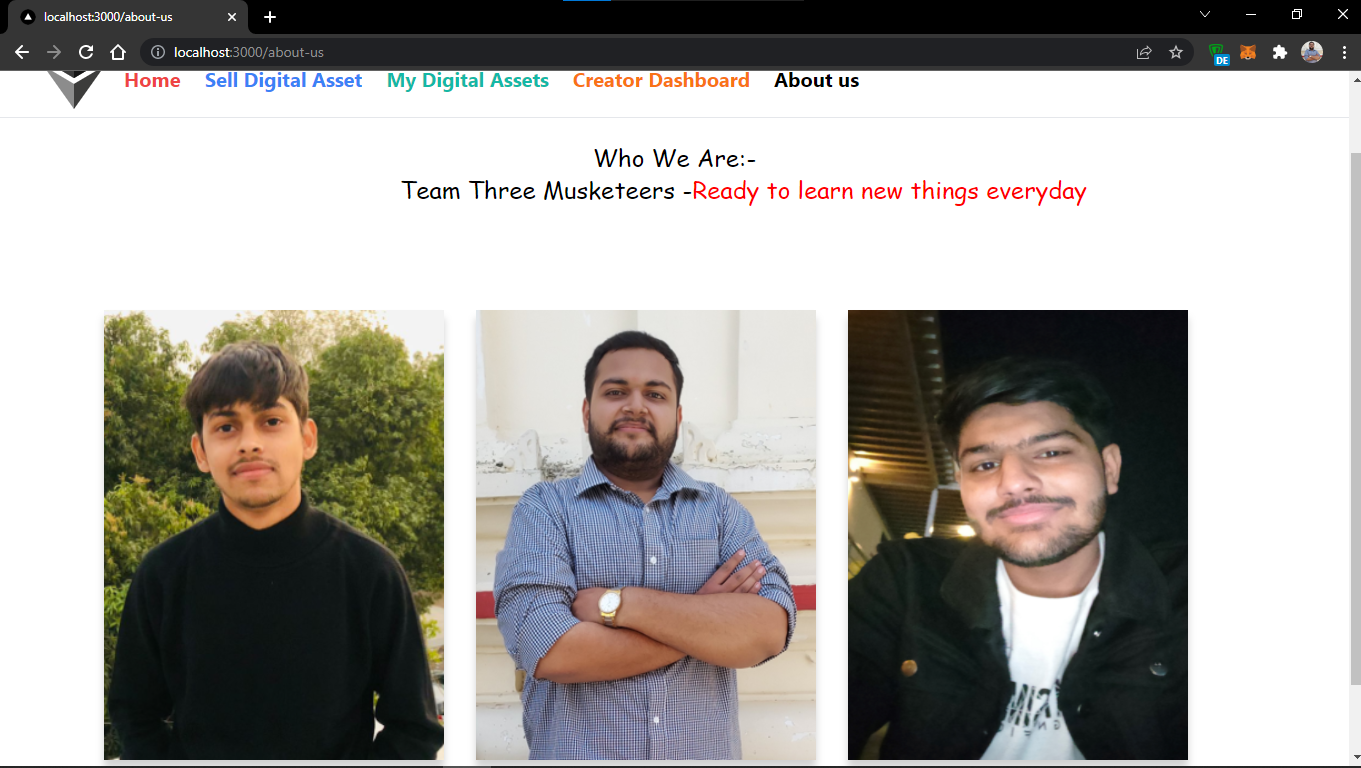 localhost:3000/about-us
localhost:3000/about-us
DE
Home Sell Digital Asset My Digital Assets Creator Dashboard About us
Who We Are:-
Team Three Musketeers -Ready to learn new things everyday